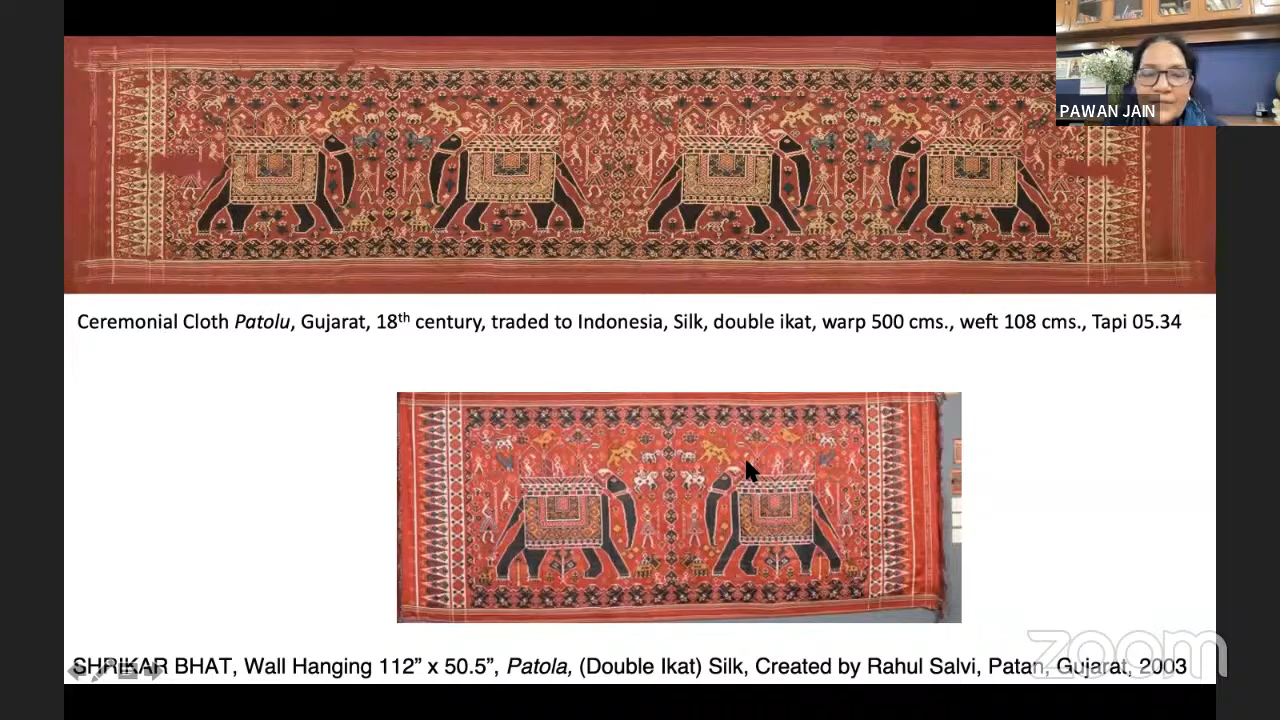 PAWAN JAIN
Ceremonial Cloth Patolu, Gujarat, 18th century, traded to Indonesia, Silk, double ikat, warp 500 cms., weft 108 cms., Tapi 05.34
SHRIKAR BHAT, Wall Hanging 112” x 50.5”, Patola, (Double Ikat) Silk, Created by Rahul Salvi, Patan, Gujarat, 2003
zoom